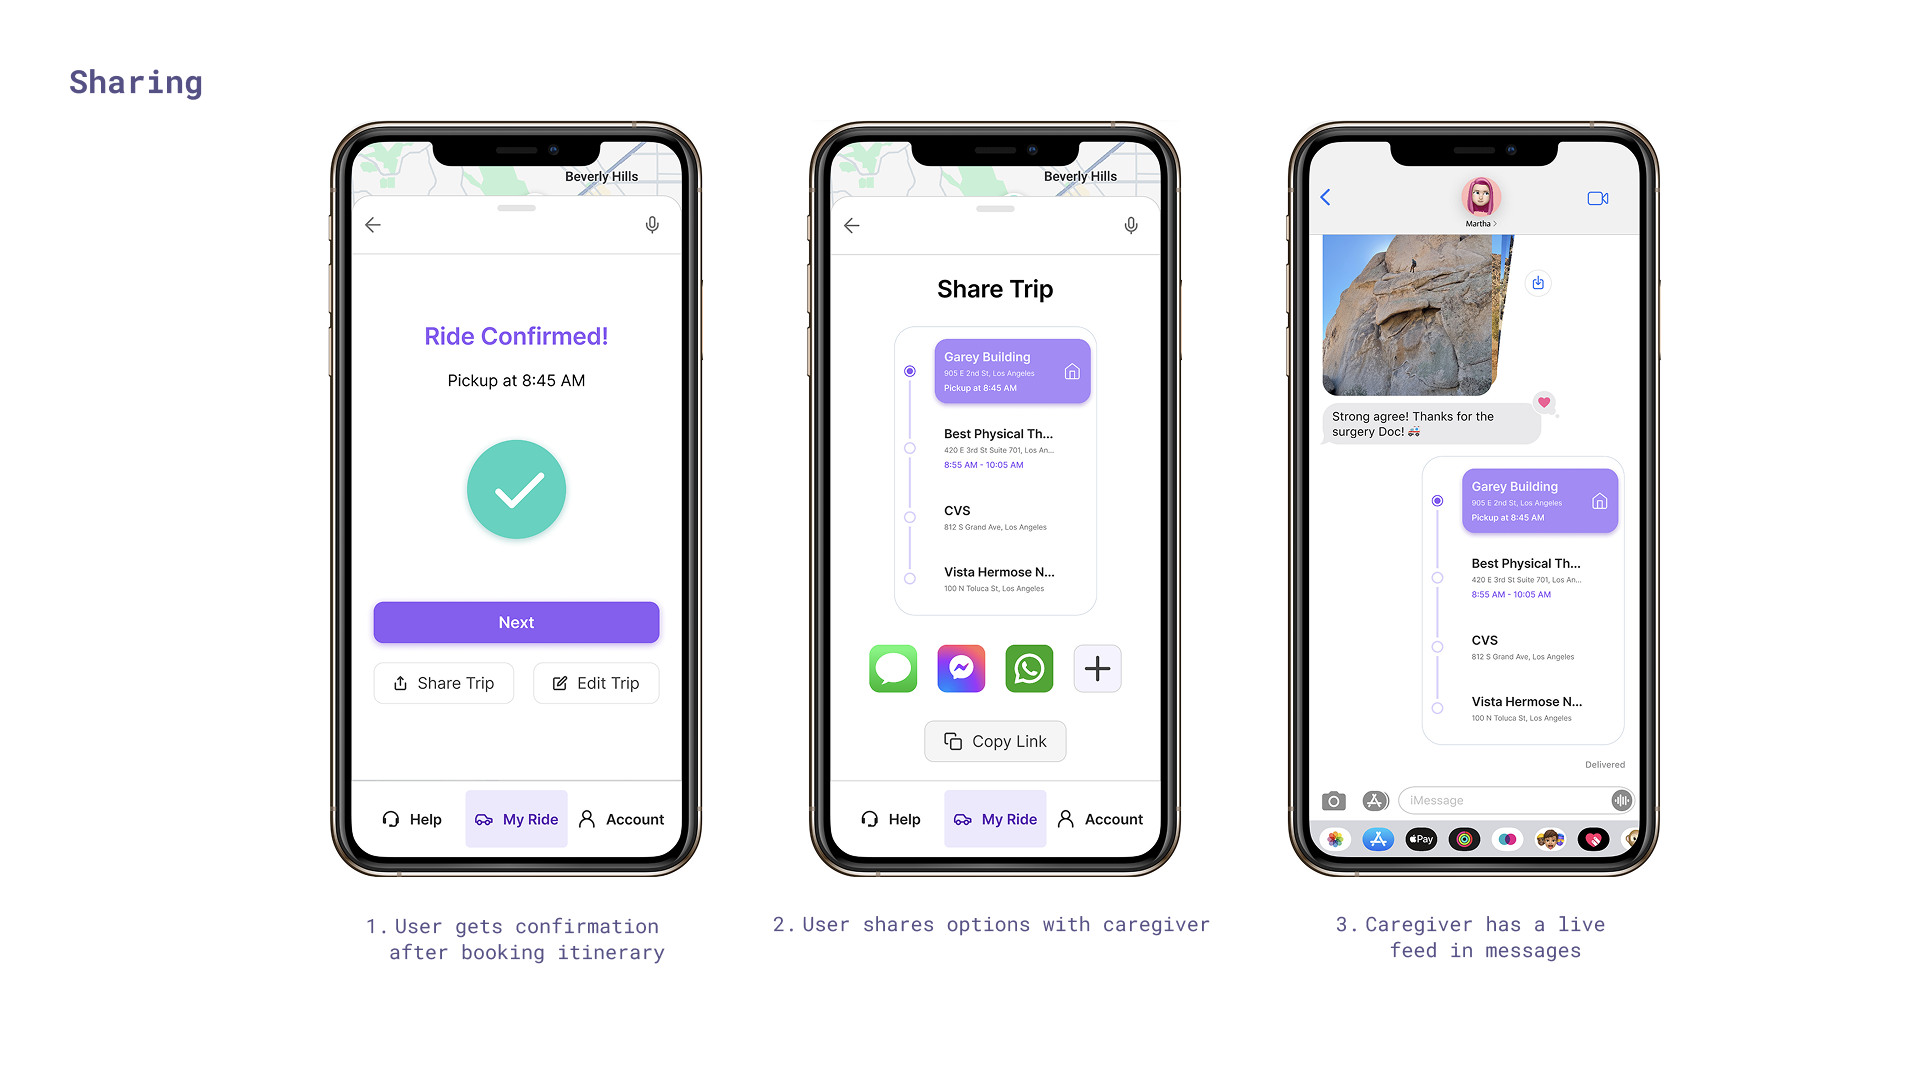 Sharing
Beverly Hills
Ride Confirmed!
Pickup at 8:45 AM
Next
Share Trip
Edit Trip
Help
My Ride
Account
1. User gets confirmation
after booking itinerary
Beverly Hills
Share Trip
Garey Building
905 E 2nd St, Los Angeles
Pickup at 8:45 AM
Best Physical Th...
420 E 3rd St Suite 701, Los An...
8:55 AM - 10:05 AM
CVS
812 S Grand Ave, Los Angeles
Vista Hermose N...
100 N Toluca St, Los Angeles
Copy Link
Help
My Ride
Account
2. User shares options with caregiver
Martha >
Strong agree! Thanks for the
surgery Doc! 🚑
Garey Building
905 E 2nd St, Los Angeles
Pickup at 8:45 AM
Best Physical Th...
420 E 3rd St Suite 701, Los An...
8:55 AM - 10:05 AM
CVS
812 S Grand Ave, Los Angeles
Vista Hermose N...
100 N Toluca St, Los Angeles
Delivered
iMessage
Pay
3. Caregiver has a live
feed in messages